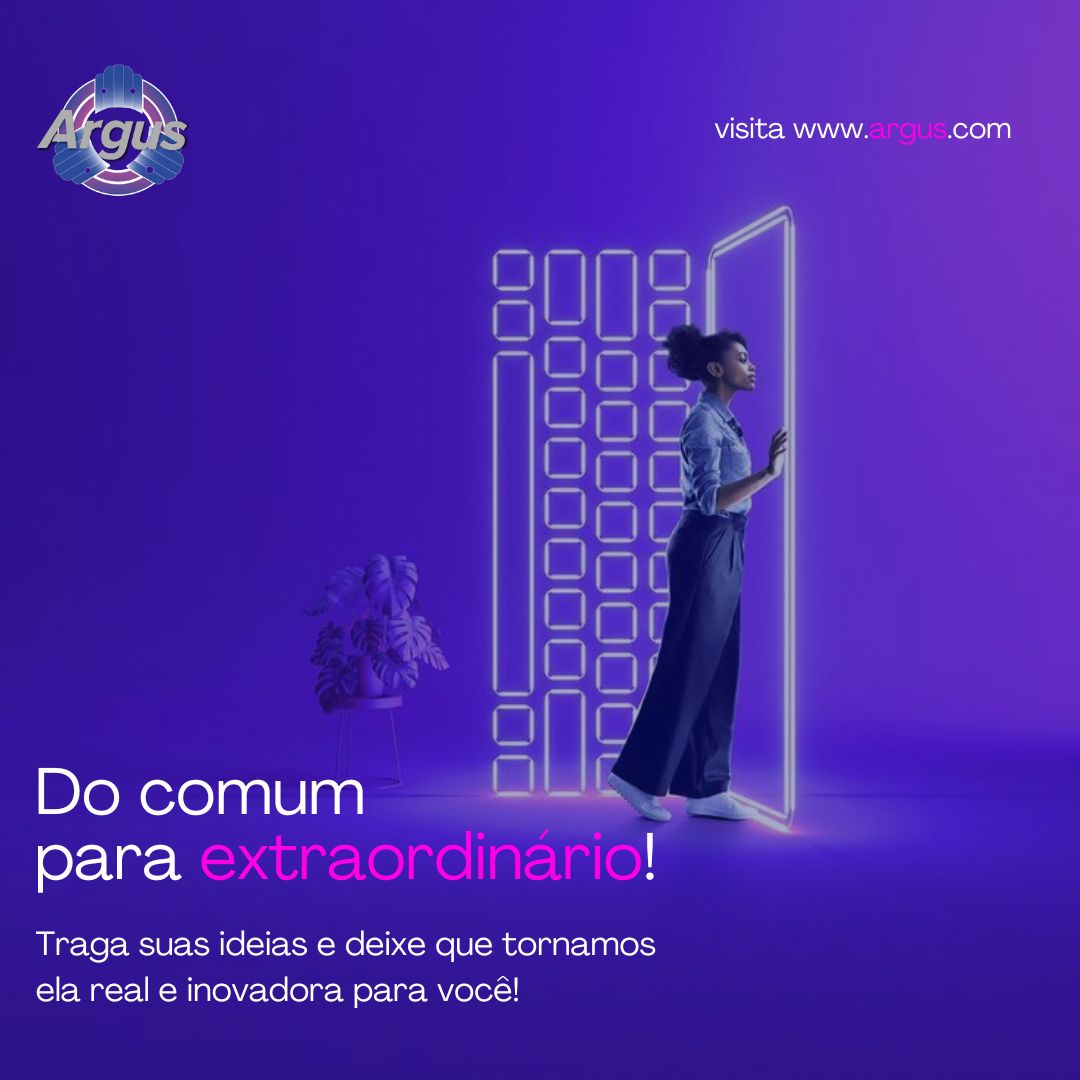 Argus
visita www.argus.com
Do comum
para extraordinário!
Traga suas ideias e deixe que tornamos
ela real e inovadora para você!